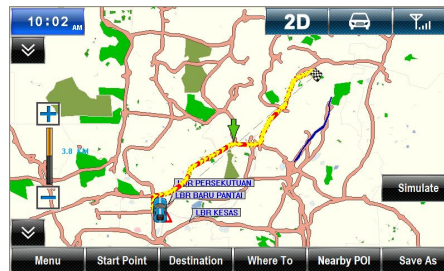 10:02 AM
2D
3.0 KM
LBR PERSEKUTUAN
LBR BARU PANTAI
LBR KESAS
Simulate
Menu
Start Point
Destination
Where To
Nearby POI
Save As